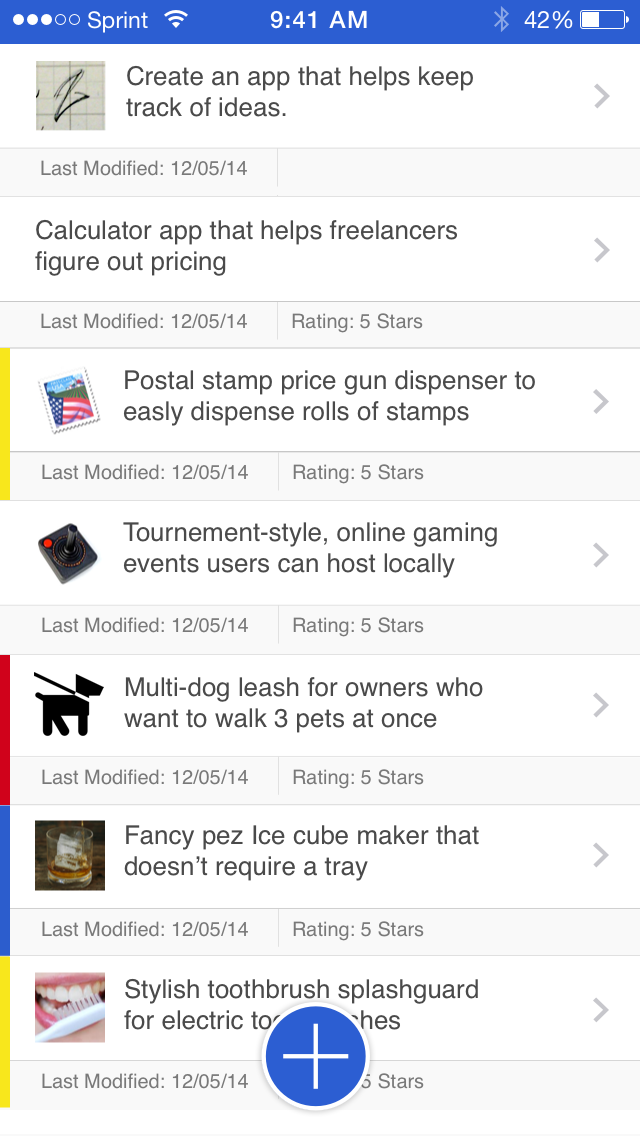 Sprint 9:41 AM 42%
Create an app that helps keep
track of ideas.
Last Modified: 12/05/14
Calculator app that helps freelancers
figure out pricing
Last Modified: 12/05/14 Rating: 5 Stars
Postal stamp price gun dispenser to
easly dispense rolls of stamps
Last Modified: 12/05/14 Rating: 5 Stars
Tournement-style, online gaming
events users can host locally
Last Modified: 12/05/14 Rating: 5 Stars
Multi-dog leash for owners who
want to walk 3 pets at once
Last Modified: 12/05/14 Rating: 5 Stars
Fancy pez Ice cube maker that
doesn’t require a tray
Last Modified: 12/05/14 Rating: 5 Stars
Stylish toothbrush splashguard
for electric
Last Modified: 12/05/14 5 Stars